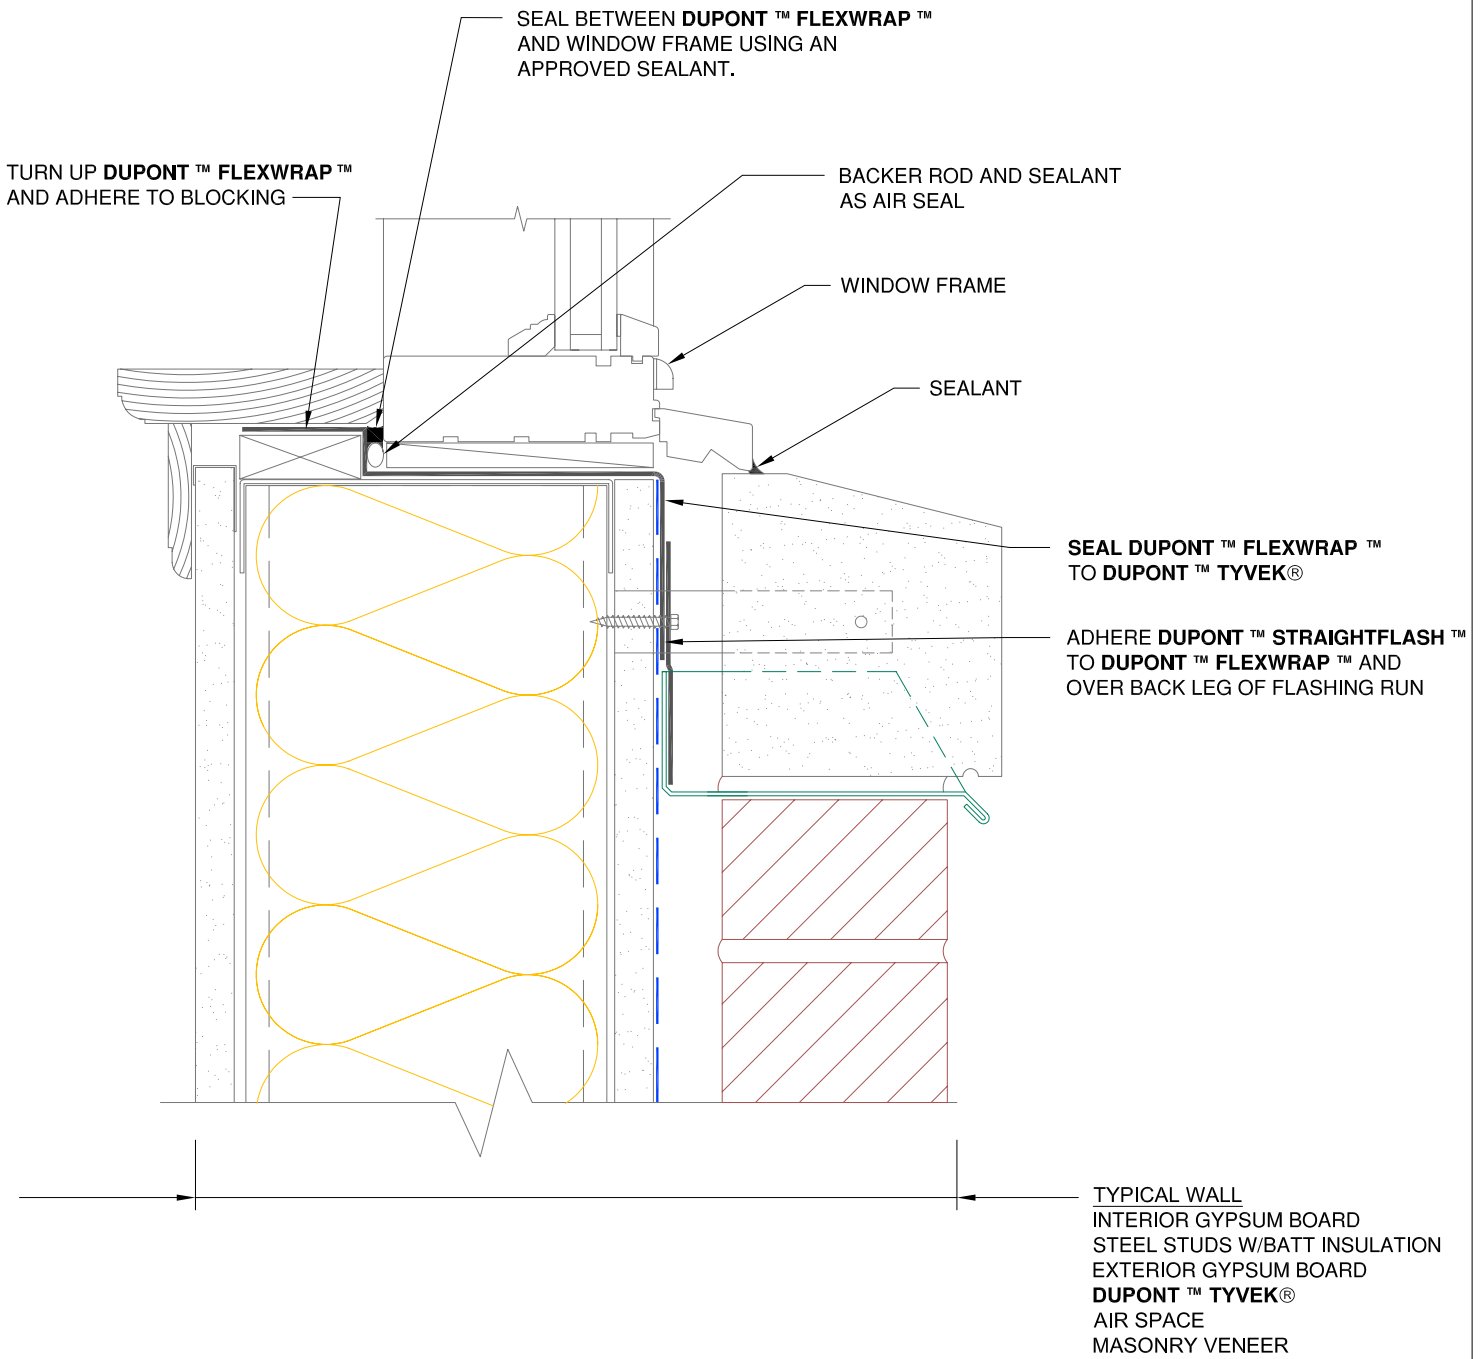 SEAL BETWEEN DUPONT ™ FLEXWRAP ™
AND WINDOW FRAME USING AN
APPROVED SEALANT.
TURN UP DUPONT ™ FLEXWRAP ™
AND ADHERE TO BLOCKING
BACKER ROD AND SEALANT
AS AIR SEAL
WINDOW FRAME
SEALANT
SEAL DUPONT ™ FLEXWRAP ™
TO DUPONT ™ TYVEK®
ADHERE DUPONT ™ STRAIGHTFLASH ™
TO DUPONT ™ FLEXWRAP ™ AND
OVER BACK LEG OF FLASHING RUN
TYPICAL WALL
INTERIOR GYPSUM BOARD
STEEL STUDS W/BATT INSULATION
EXTERIOR GYPSUM BOARD
DUPONT ™ TYVEK®
AIR SPACE
MASONRY VENEER